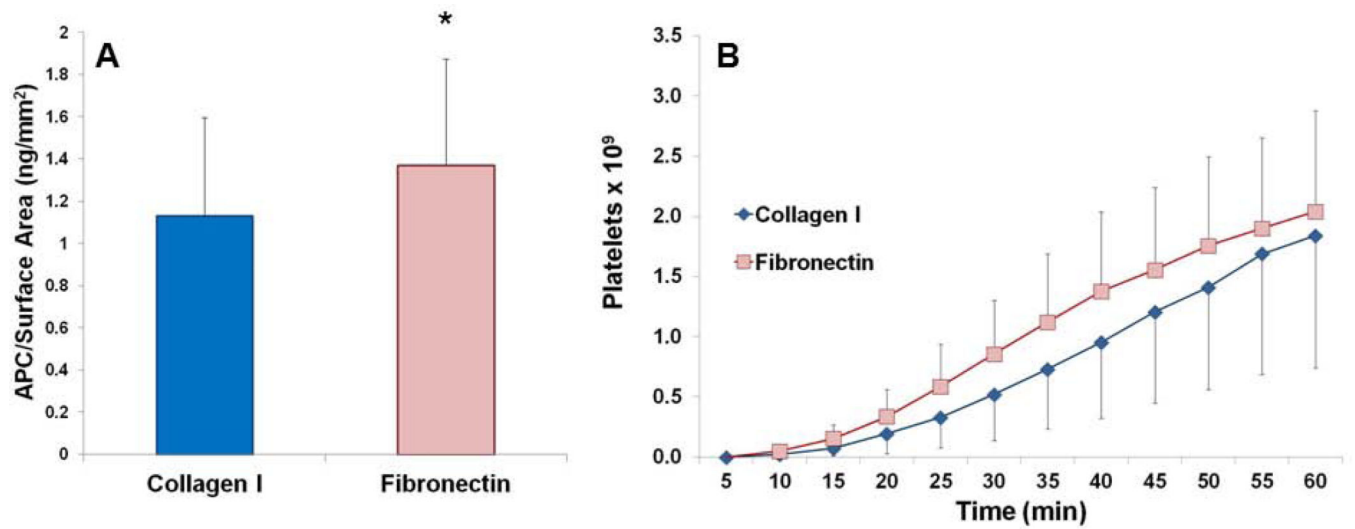 A
*
APC/Surface Area (ng/mm²)
2
1.8
1.6
1.4
1.2
1
0.8
0.6
0.4
0.2
0
Collagen I Fibronectin
B
Platelets x 10⁹
3.5
3.0
2.5
2.0
1.5
1.0
0.5
0.0
Collagen I
Fibronectin
5 10 15 20 25 30 35 40 45 50 55 60
Time (min)